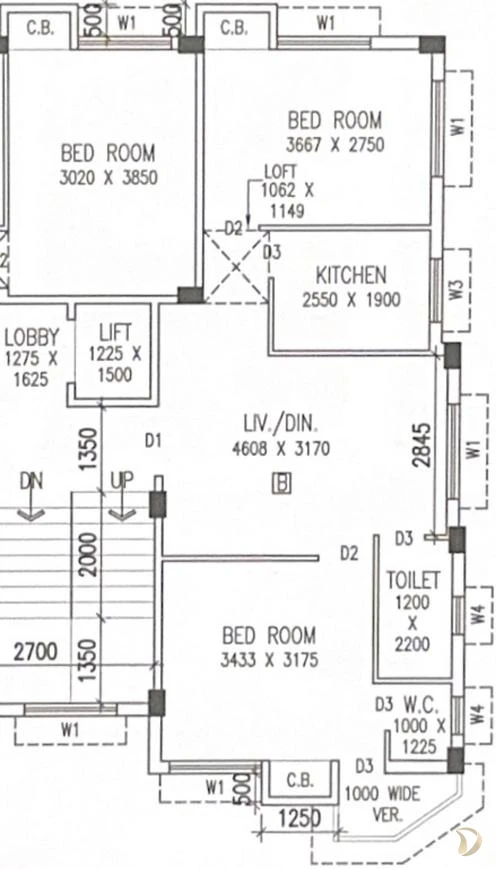 C.B.
500
W1
500
C.B.
W1
BED ROOM
3020 X 3850
BED ROOM
3667 X 2750
W1
LOFT
1062 X
1149
D2
D3
2
KITCHEN
2550 X 1900
W3
LOBBY
1275 X
1625
LIFT
1225 X
1500
1350
D1
LIV./DIN.
4608 X 3170
B
2845
W1
DN
UP
2000
D2
D3
TOILET
1200
X
2200
W4
BED ROOM
3433 X 3175
2700
1350
D3 W.C.
1000 X
1225
W4
W1
D3
W1
500
C.B.
1000 WIDE
VER.
1250